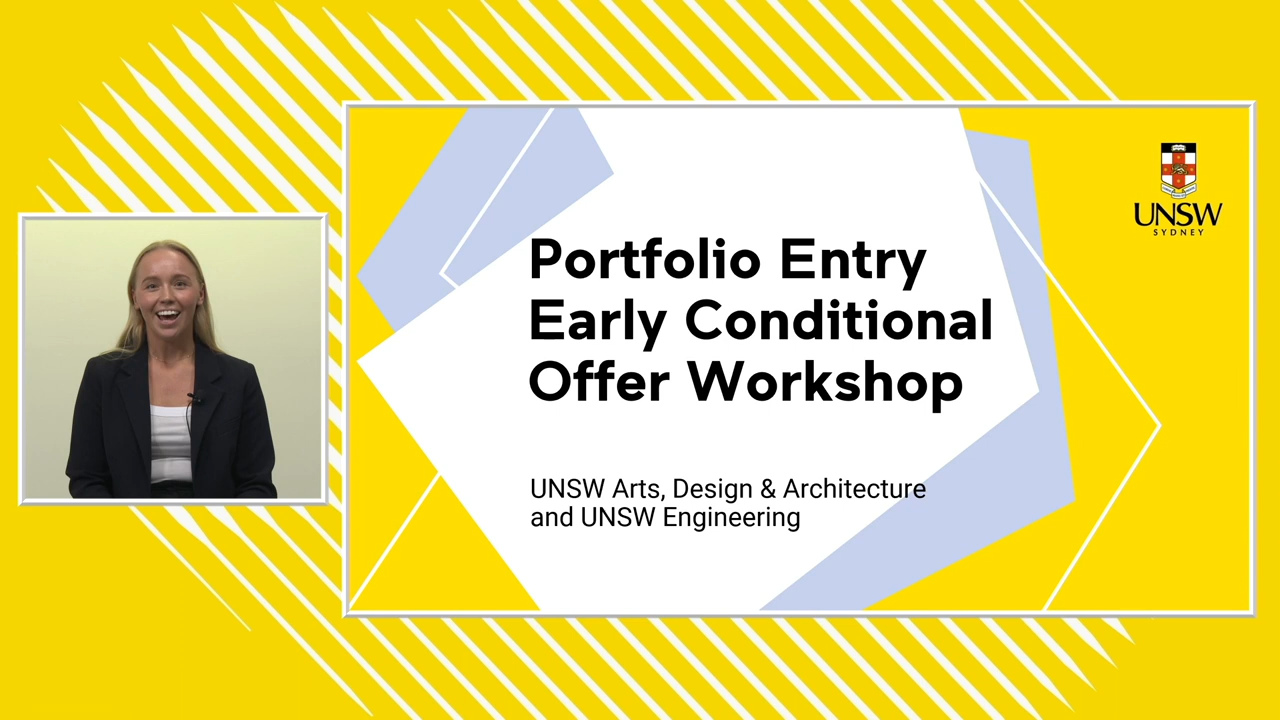 Portfolio Entry
Early Conditional
Offer Workshop
UNSW Arts, Design & Architecture
and UNSW Engineering
UNSW
SYDNEY